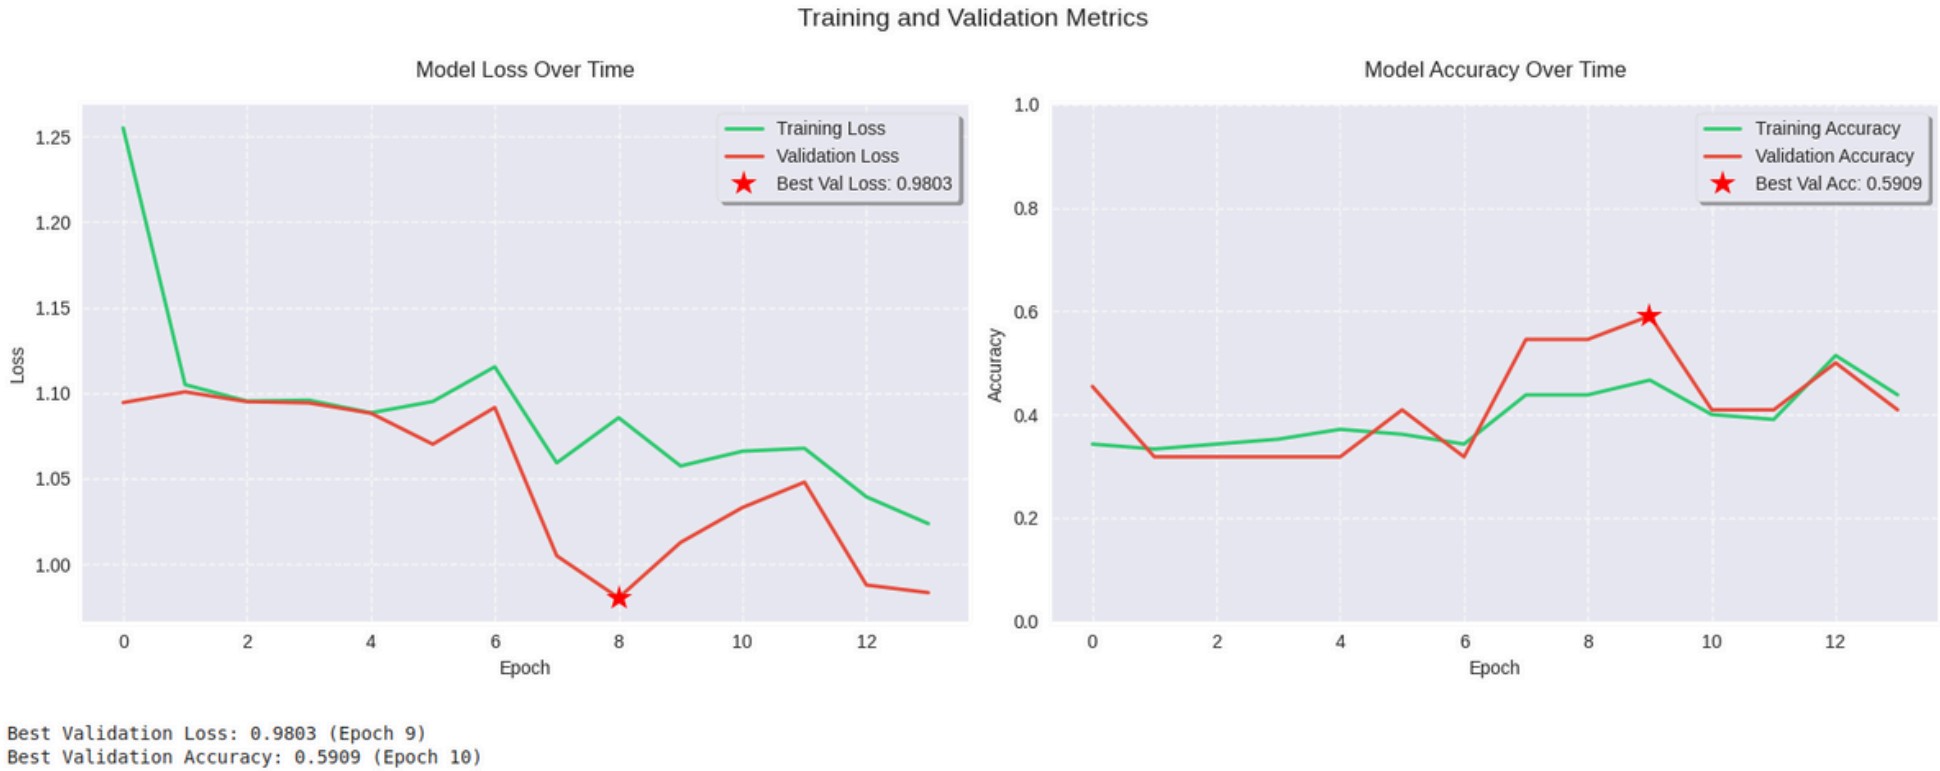 Training and Validation Metrics
Model Loss Over Time
1.25
1.20
1.15
1.10
1.05
1.00
Loss
0
2
4
6
8
10
12
Epoch
Training Loss
Validation Loss
Best Val Loss: 0.9803
Model Accuracy Over Time
1.0
0.8
0.6
0.4
0.2
0.0
Accuracy
0
2
4
6
8
10
12
Epoch
Training Accuracy
Validation Accuracy
Best Val Acc: 0.5909
Best Validation Loss: 0.9803 (Epoch 9)
Best Validation Accuracy: 0.5909 (Epoch 10)